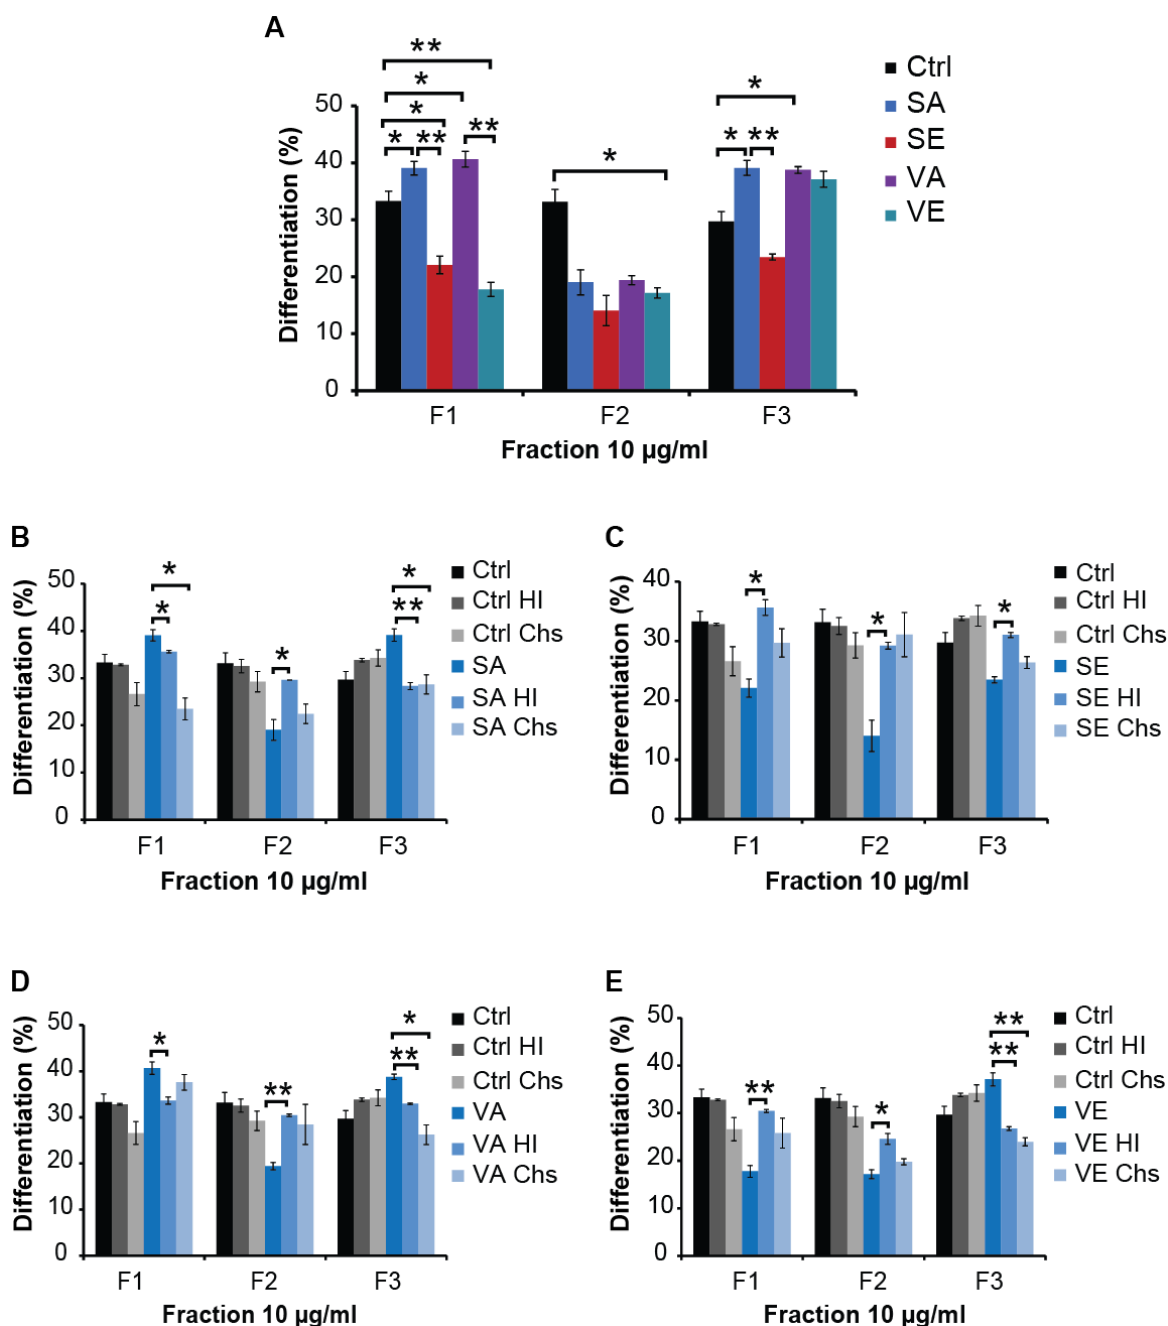 A
**
*
*
* ** **
*
*
* **
Ctrl
SA
SE
VA
VE
Differentiation (%)
50
40
30
20
10
0
F1 F2 F3
Fraction 10 µg/ml
B
*
*
*
*
**
Ctrl
Ctrl HI
Ctrl Chs
SA
SA HI
SA Chs
Differentiation (%)
50
40
30
20
10
0
F1 F2 F3
Fraction 10 µg/ml
C
*
*
*
Ctrl
Ctrl HI
Ctrl Chs
SE
SE HI
SE Chs
Differentiation (%)
40
30
20
10
0
F1 F2 F3
Fraction 10 µg/ml
D
*
**
*
**
Ctrl
Ctrl HI
Ctrl Chs
VA
VA HI
VA Chs
Differentiation (%)
50
40
30
20
10
0
F1 F2 F3
Fraction 10 µg/ml
E
**
*
**
**
Ctrl
Ctrl HI
Ctrl Chs
VE
VE HI
VE Chs
Differentiation (%)
50
40
30
20
10
0
F1 F2 F3
Fraction 10 µg/ml